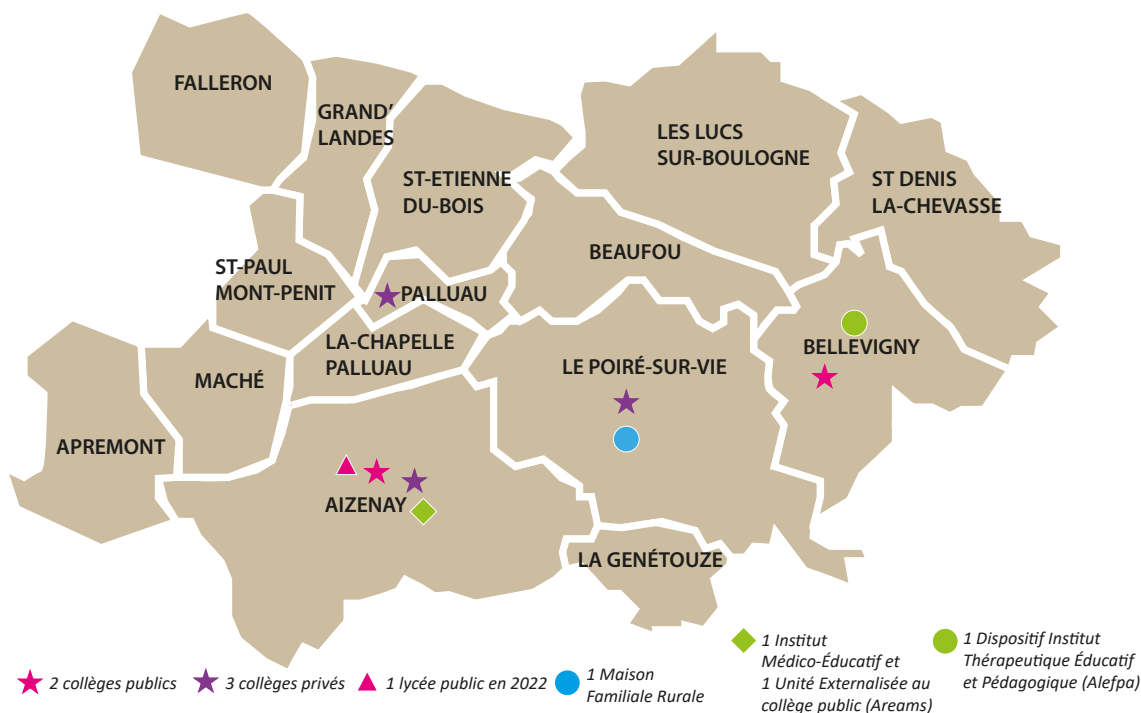 FALLERON
GRAND'
LANDES
LES LUCS
SUR-BOULOGNE
ST-ETIENNE
DU-BOIS
ST DENIS
LA-CHEVASSE
BEAUFOU
ST-PAUL
MONT-PENIT
PALLUAU
LA-CHAPELLE
PALLUAU
BELLEVIGNY
LE POIRÉ-SUR-VIE
MACHÉ
APREMONT
AIZENAY
LA GENÉTOUZE
2 collèges publics
3 collèges privés
1 lycée public en 2022
1 Maison
Familiale Rurale
1 Institut
Médico-Éducatif et
1 Unité Externalisée au
collège public (Areams)
1 Dispositif Institut
Thérapeutique Éducatif
et Pédagogique (Alefpa)